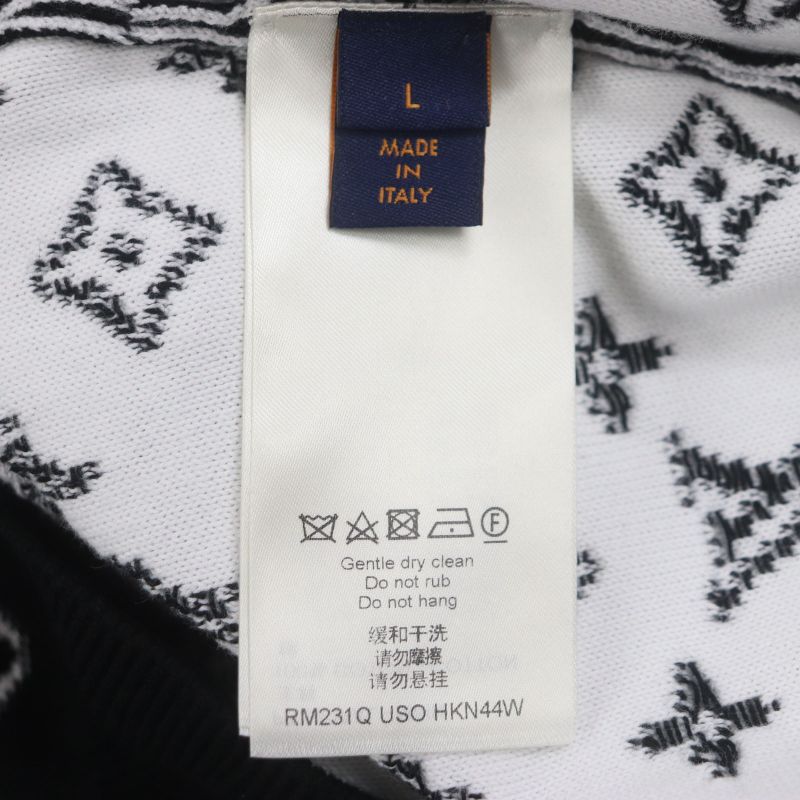 L
MADE
IN
ITALY
F
Gentle dry clean
Do not rub
Do not hang
缓和干洗
请勿摩擦
请勿悬挂
RM231Q USO HKN44W